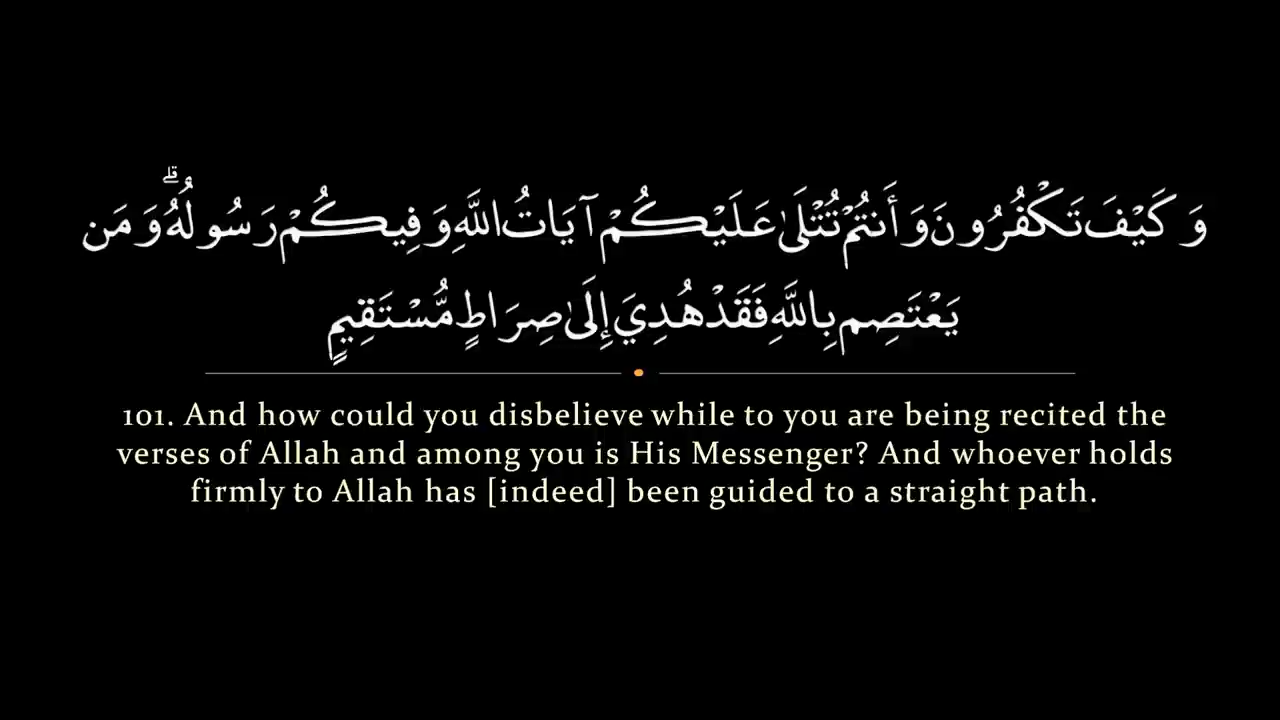 وَكَيْفَ تَكْفُرُونَ وَأَنتُمْ تُتْلَىٰ عَلَيْكُمْ آيَاتُ اللَّهِ وَفِيكُمْ رَسُولُهُ ۗ وَمَن
يَعْتَصِم بِاللَّهِ فَقَدْ هُدِيَ إِلَىٰ صِرَاطٍ مُّسْتَقِيمٍ
101. And how could you disbelieve while to you are being recited the
verses of Allah and among you is His Messenger? And whoever holds
firmly to Allah has [indeed] been guided to a straight path.